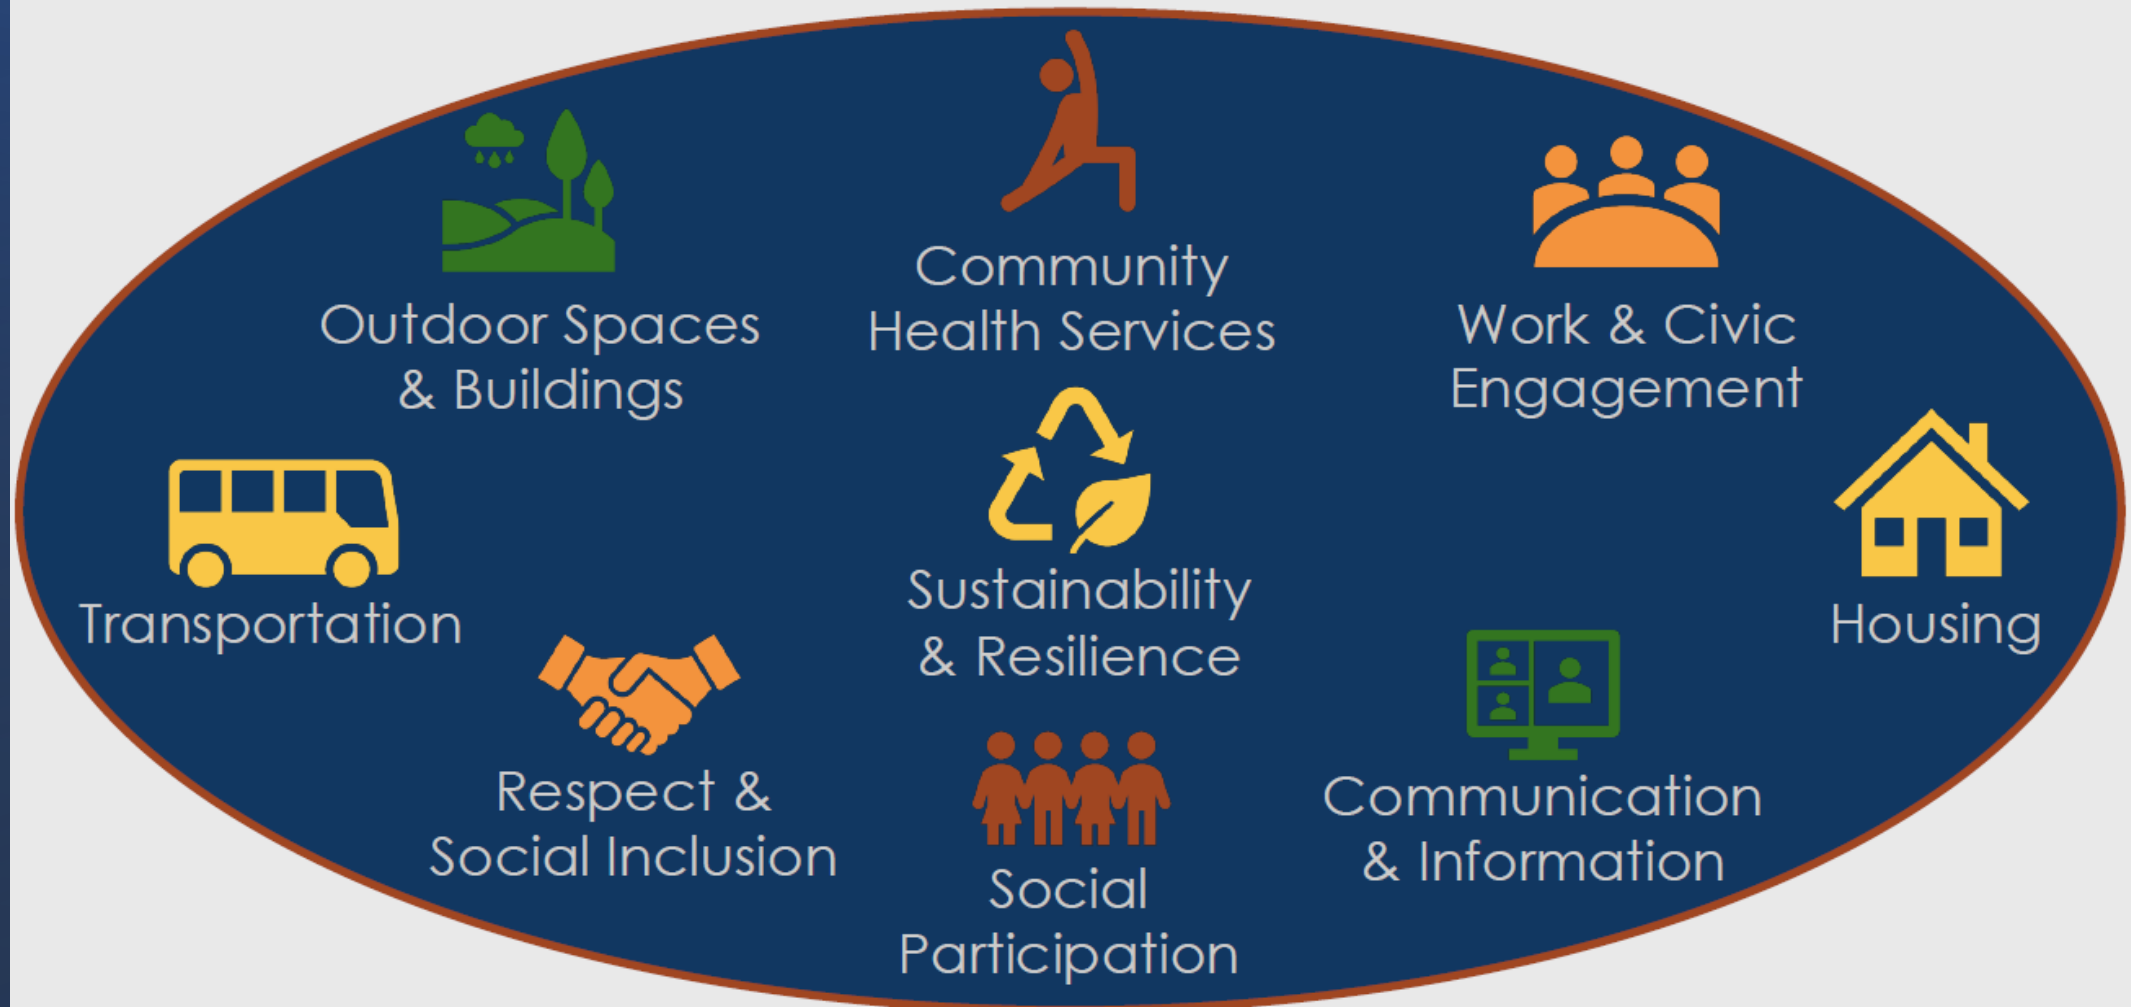 Community
Health Services
Outdoor Spaces
& Buildings
Work & Civic
Engagement
Transportation
Sustainability
& Resilience
Housing
Respect &
Social Inclusion
Social
Participation
Communication
& Information